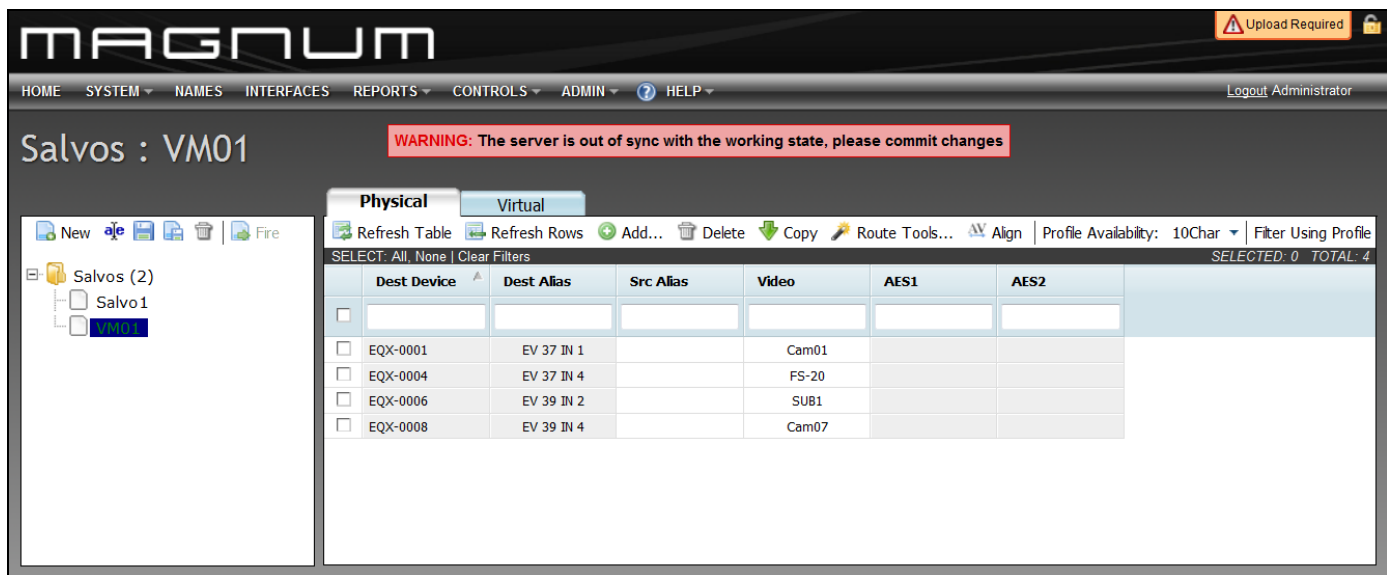 MAGNUM
Upload Required
HOME SYSTEM NAMES INTERFACES REPORTS CONTROLS ADMIN ? HELP Logout Administrator
Salvos : VM01
WARNING: The server is out of sync with the working state, please commit changes
Physical Virtual
New aĮe Fire
Refresh Table Refresh Rows Add... Delete Copy Route Tools... AV Align Profile Availability: 10Char Filter Using Profile
SELECT: All, None | Clear Filters SELECTED: 0 TOTAL: 4
Salvos (2)
Salvo1
VM01
Dest Device Dest Alias Src Alias Video AES1 AES2
EQX-0001 EV 37 IN 1 Cam01
EQX-0004 EV 37 IN 4 FS-20
EQX-0006 EV 39 IN 2 SUB1
EQX-0008 EV 39 IN 4 Cam07